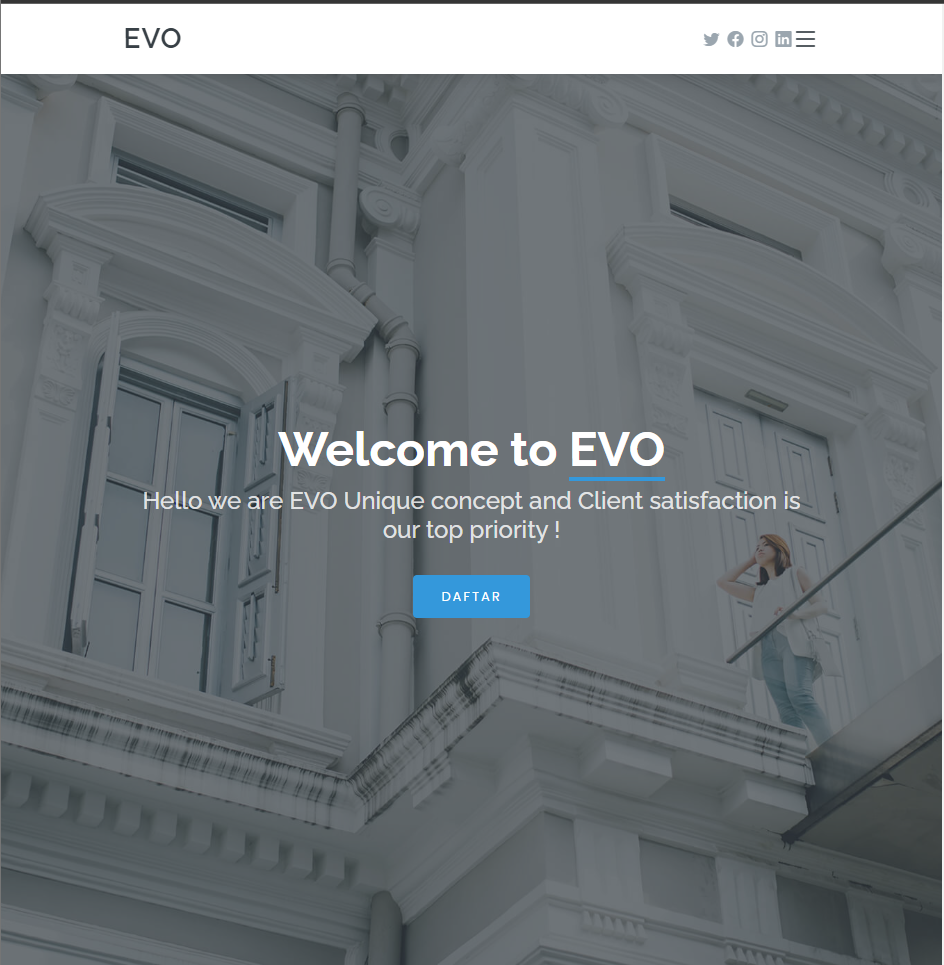 EVO
Welcome to EVO
Hello we are EVO Unique concept and Client satisfaction is
our top priority !
DAFTAR